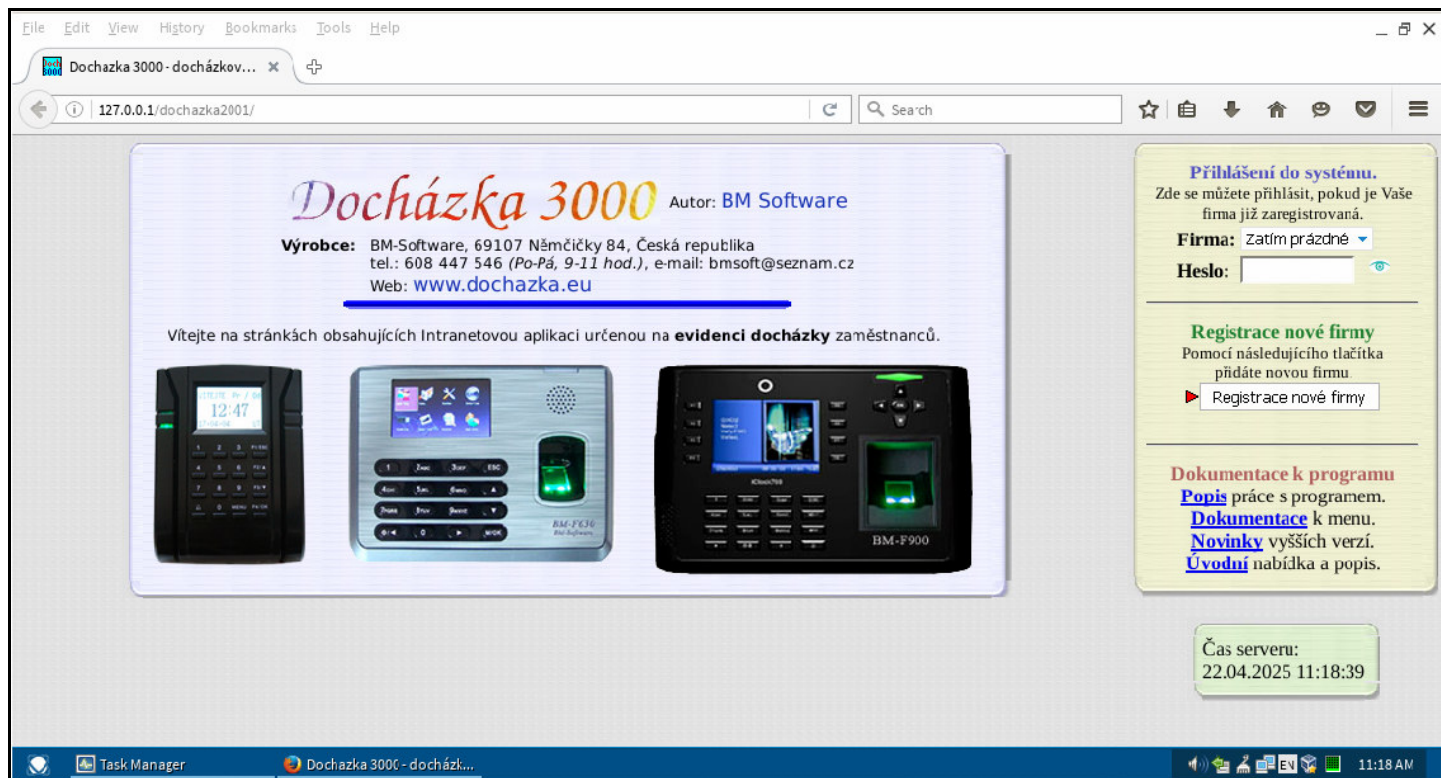 File Edit View History Bookmarks Tools Help
Dochazka 3000 - docházkov...
127.0.0.1/dochazka2001/
Search
Docházka 3000 Autor: BM Software
Výrobce: BM-Software, 69107 Němčičky 84, Česká republika
tel.: 608 447 546 (Po-Pá, 9-11 hod.), e-mail: bmsoft@seznam.cz
Web: www.dochazka.eu
Vítejte na stránkách obsahujících Intranetovou aplikaci určenou na evidenci docházky zaměstnanců.
12:47
BM-F630
BM-Software
iClock700
BM-F900
Přihlášení do systému.
Zde se můžete přihlásit, pokud je Vaše
firma již zaregistrovaná.
Firma: Zatím prázdné
Heslo:
Registrace nové firmy
Pomocí následujícího tlačítka
přidáte novou firmu.
Registrace nové firmy
Dokumentace k programu
Popis práce s programem.
Dokumentace k menu.
Novinky vyšších verzí.
Úvodní nabídka a popis.
Čas serveru:
22.04.2025 11:18:39
Task Manager
Dochazka 3000 - docházk...
EN
11:18 AM